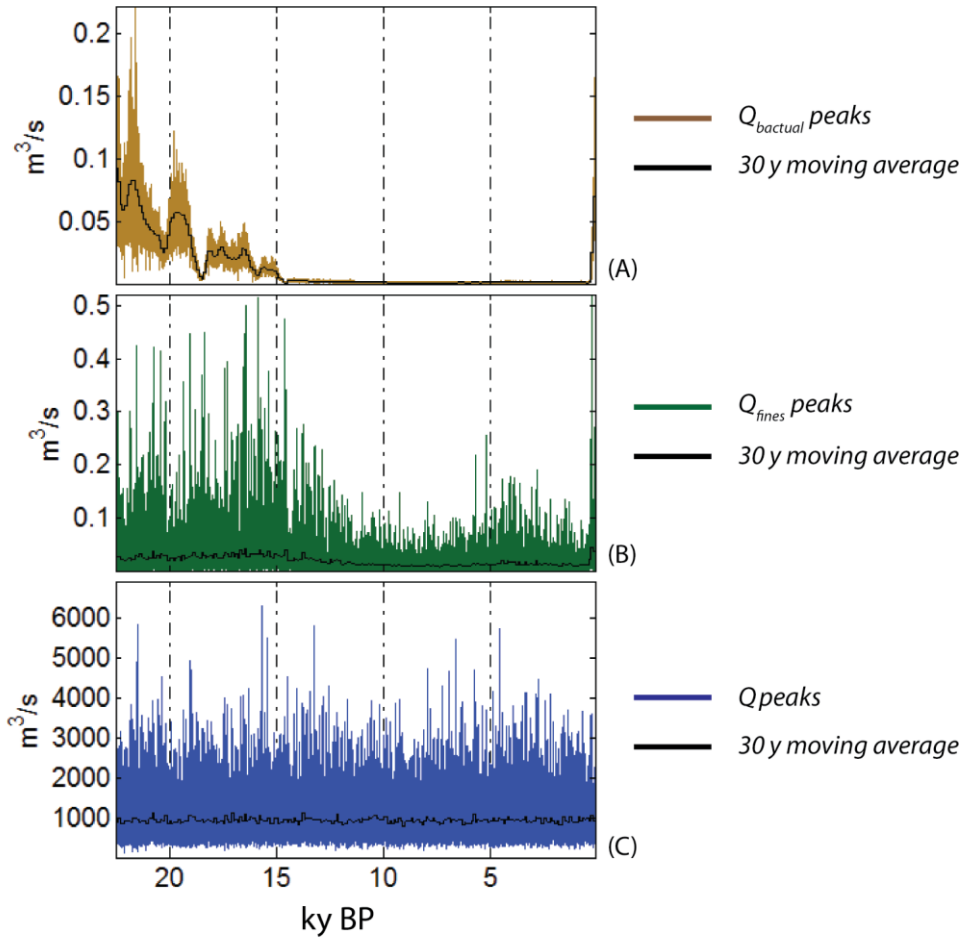 0.2
0.15
0.1
0.05
m³/s
Q_bactual peaks
30 y moving average
(A)
0.5
0.4
0.3
0.2
0.1
m³/s
Q_fines peaks
30 y moving average
(B)
6000
5000
4000
3000
2000
1000
m³/s
Q peaks
30 y moving average
(C)
20 15 10 5
ky BP